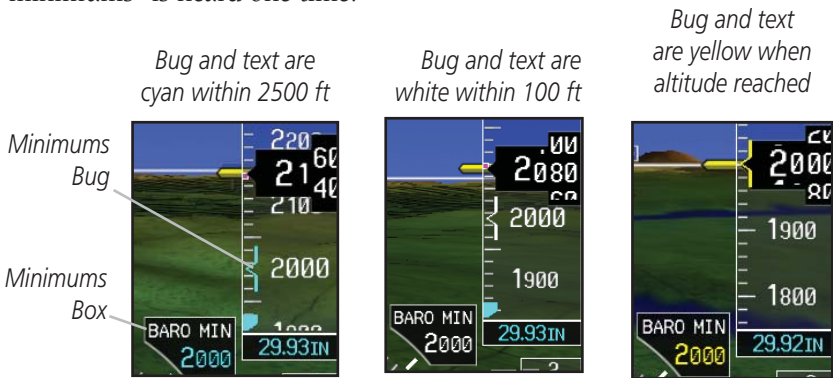 minimums" is heard one time.
Bug and text are
cyan within 2500 ft
Bug and text are
white within 100 ft
Bug and text
are yellow when
altitude reached
Minimums
Bug
Minimums
Box
2100
2000
BARO MIN
2000
29.93IN
2080
2000
1900
BARO MIN
2000
29.93IN
2000
1900
1800
BARO MIN
2000
29.92IN